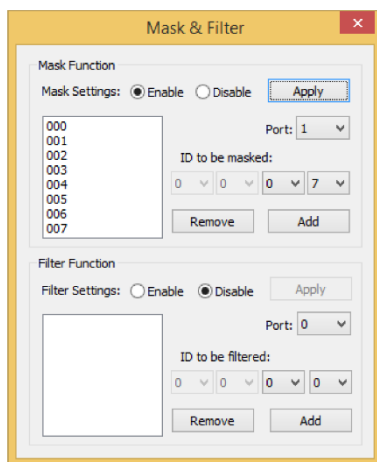 Mask & Filter
×
Mask Function
Mask Settings: Enable Disable Apply
000
001
002
003
004
005
006
007
Port: 1
ID to be masked:
0 0 0 7
Remove Add
Filter Function
Filter Settings: Enable Disable Apply
Port: 0
ID to be filtered:
0 0 0 0
Remove Add